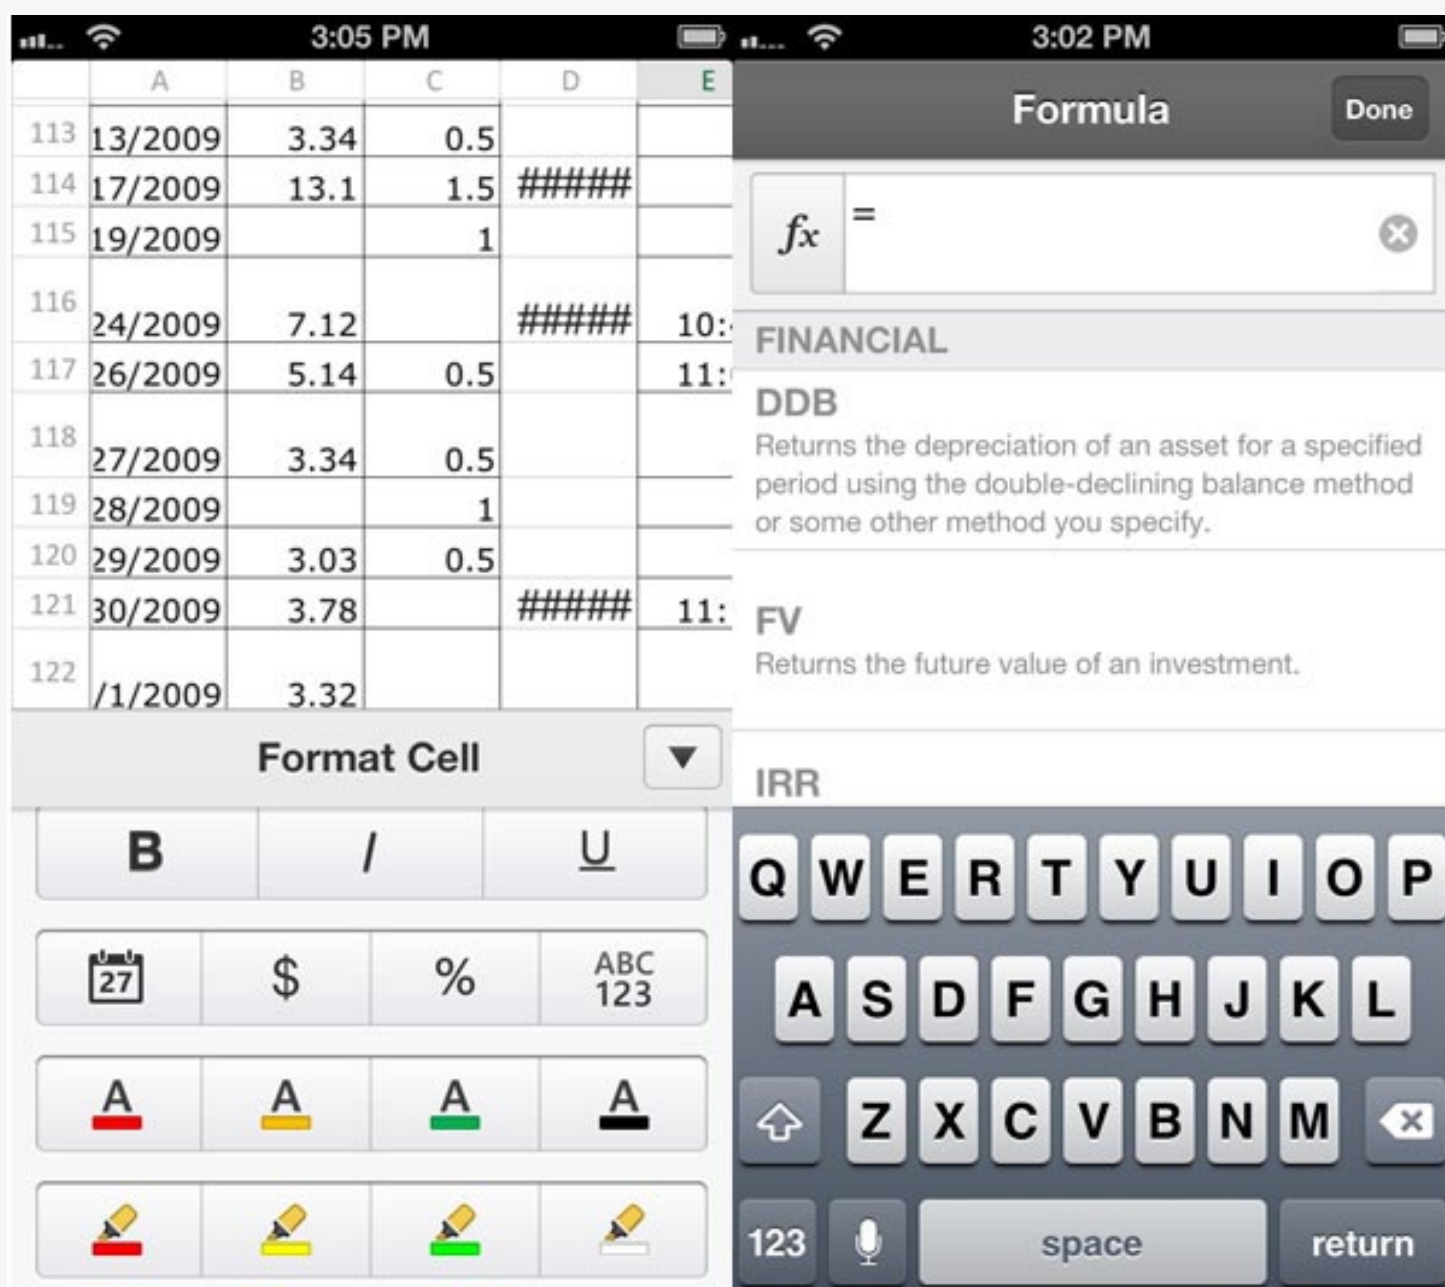 3:05 PM
A B C D E
113 13/2009 3.34 0.5
114 17/2009 13.1 1.5 #####
115 19/2009 1
116 24/2009 7.12 ##### 10:
117 26/2009 5.14 0.5 11:
118 27/2009 3.34 0.5
119 28/2009 1
120 29/2009 3.03 0.5
121 30/2009 3.78 ##### 11:
122 /1/2009 3.32
Format Cell
B I U
27 $ % ABC
123
A A A A
3:02 PM
Formula Done
fx =
FINANCIAL
DDB
Returns the depreciation of an asset for a specified
period using the double-declining balance method
or some other method you specify.
FV
Returns the future value of an investment.
IRR
Q W E R T Y U I O P
A S D F G H J K L
Z X C V B N M
123 space return